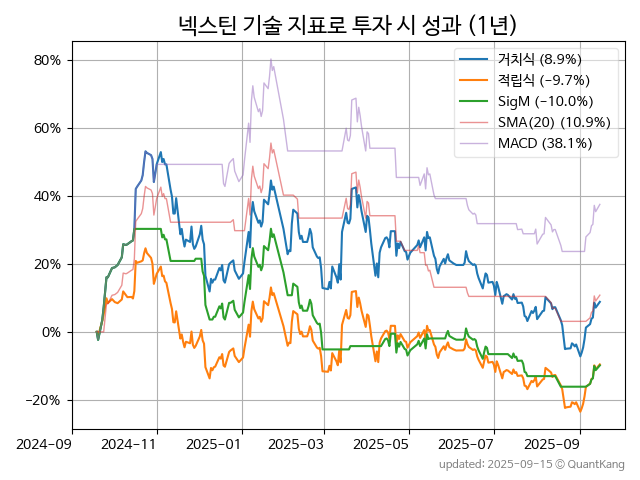 넥스틴 기술 지표로 투자 시 성과 (1년)
거치식 (8.9%)
적립식 (−9.7%)
SigM (−10.0%)
SMA(20) (10.9%)
MACD (38.1%)
80%
60%
40%
20%
0%
−20%
2024-09
2024-11
2025-01
2025-03
2025-05
2025-07
2025-09
updated: 2025-09-15 ⓒ QuantKang